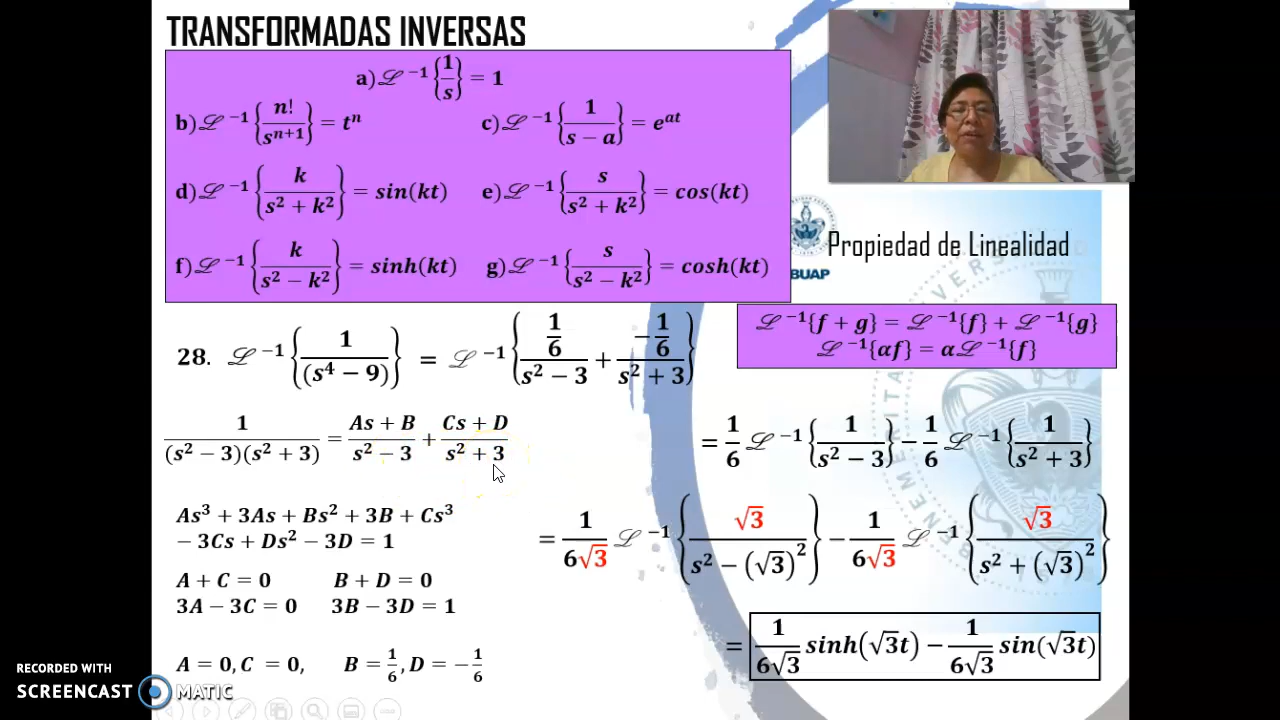 TRANSFORMADAS INVERSAS
a) ℒ⁻¹{1/s} = 1
b) ℒ⁻¹{n!/sⁿ⁺¹} = tⁿ
c) ℒ⁻¹{1/(s − a)} = eᵃᵗ
d) ℒ⁻¹{k/(s² + k²)} = sin(kt)
e) ℒ⁻¹{s/(s² + k²)} = cos(kt)
f) ℒ⁻¹{k/(s² − k²)} = sinh(kt)
g) ℒ⁻¹{s/(s² − k²)} = cosh(kt)
BUAP
Propiedad de Linealidad
ℒ⁻¹{f + g} = ℒ⁻¹{f} + ℒ⁻¹{g}
ℒ⁻¹{αf} = αℒ⁻¹{f}
28. ℒ⁻¹{1/(s⁴ − 9)} = ℒ⁻¹{(1/6)/(s² − 3) + (−1/6)/(s² + 3)}
1/((s² − 3)(s² + 3)) = (As + B)/(s² − 3) + (Cs + D)/(s² + 3)
As³ + 3As + Bs² + 3B + Cs³
− 3Cs + Ds² − 3D = 1
A + C = 0 B + D = 0
3A − 3C = 0 3B − 3D = 1
A = 0, C = 0, B = 1/6, D = −1/6
= 1/6 ℒ⁻¹{1/(s² − 3)} − 1/6 ℒ⁻¹{1/(s² + 3)}
= 1/(6√3) ℒ⁻¹{√3/(s² − (√3)²)} − 1/(6√3) ℒ⁻¹{√3/(s² + (√3)²)}
= 1/(6√3) sinh(√3t) − 1/(6√3) sin(√3t)
RECORDED WITH
SCREENCAST MATIC